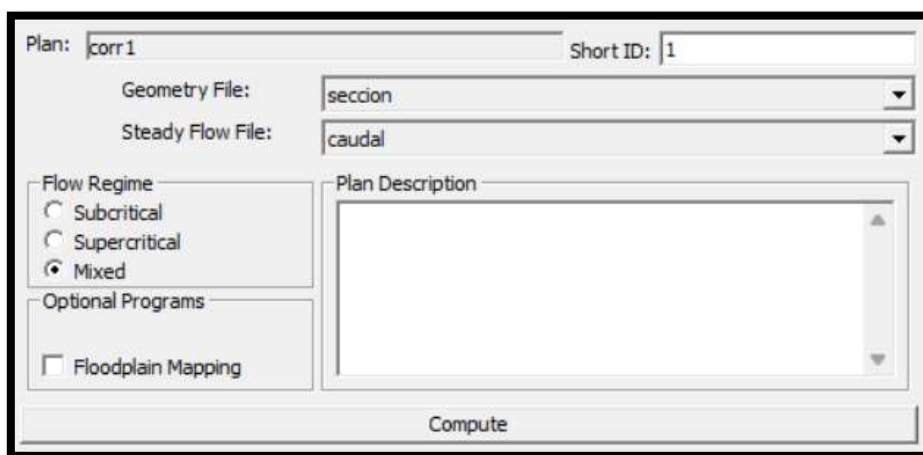 Plan: corr1 Short ID: 1
Geometry File: seccion
Steady Flow File: caudal
Flow Regime
Subcritical
Supercritical
Mixed
Plan Description
Optional Programs
Floodplain Mapping
Compute